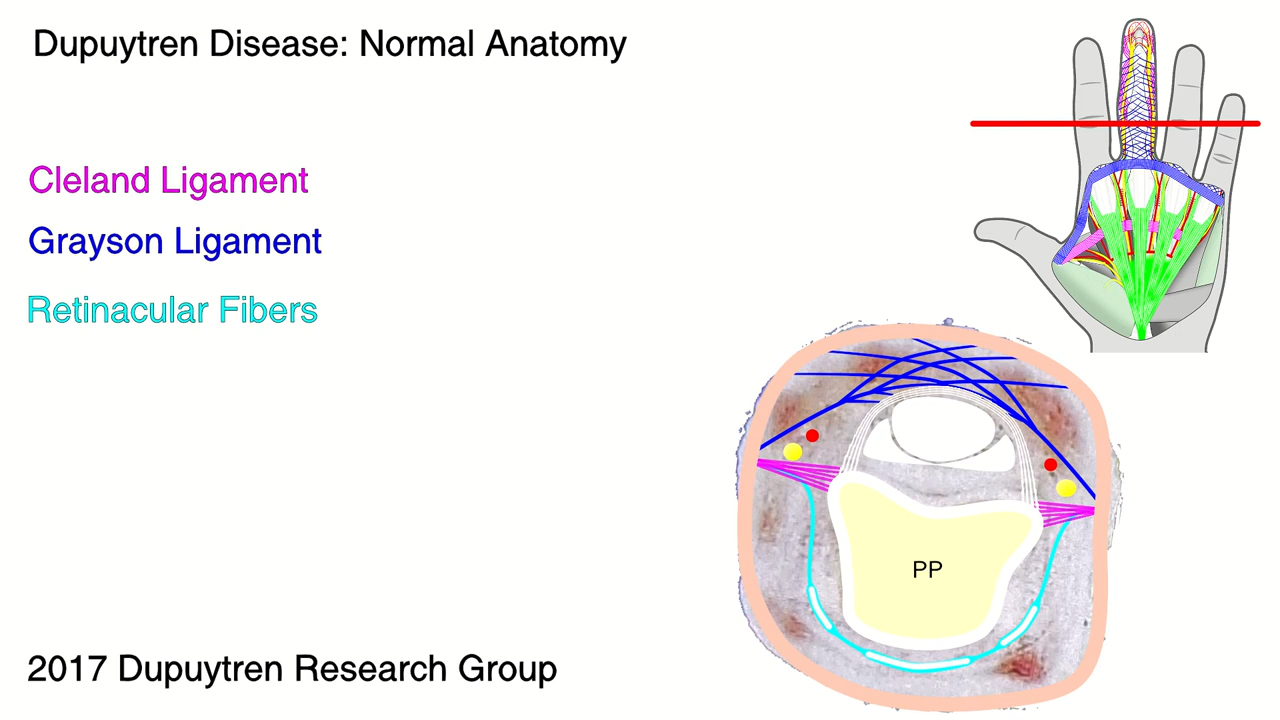 Dupuytren Disease: Normal Anatomy
Cleland Ligament
Grayson Ligament
Retinacular Fibers
PP
2017 Dupuytren Research Group